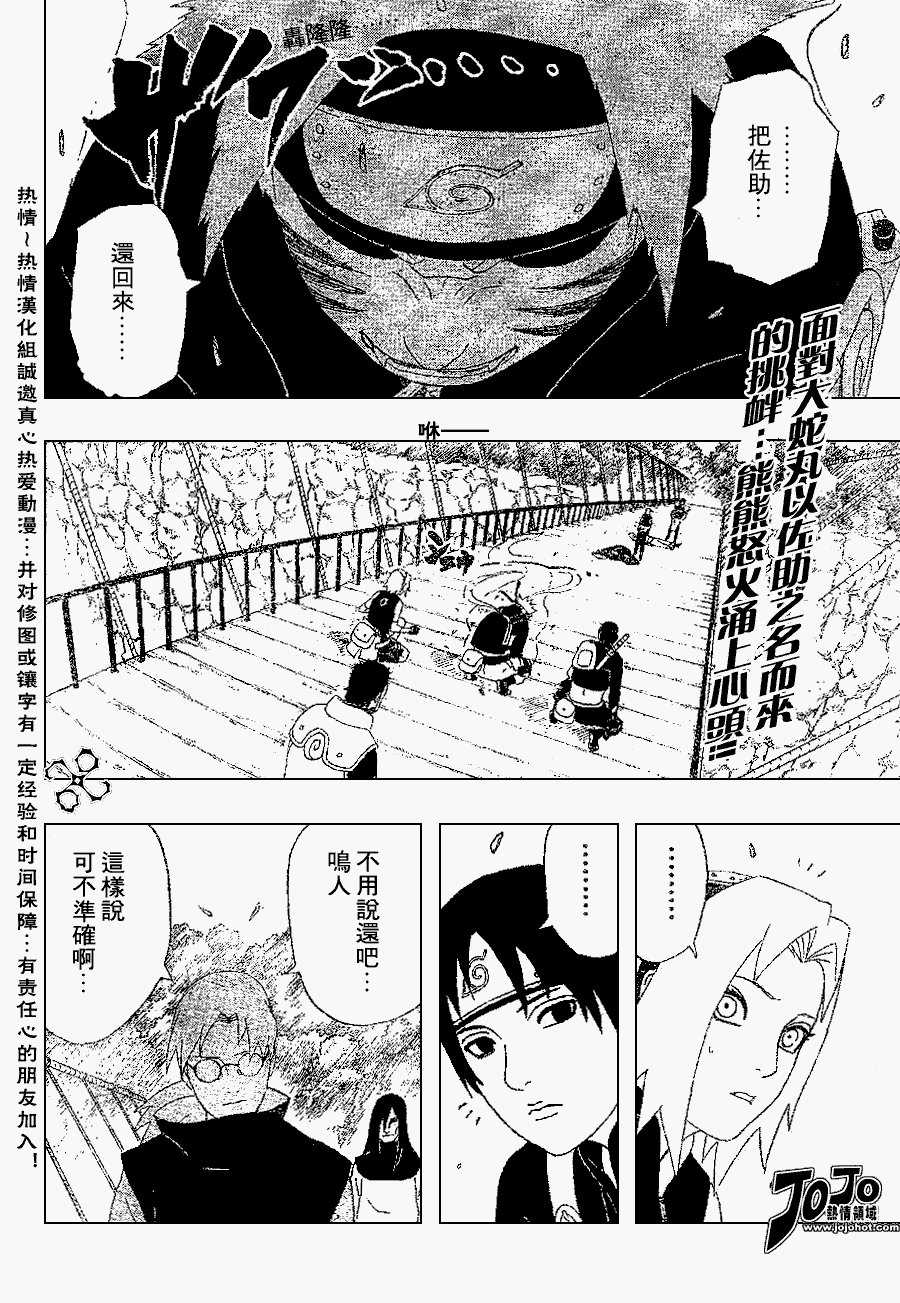 轟隆隆………
………
把佐助…
還回來……
面對大蛇丸以佐助之名而來
的挑衅…熊熊怒火涌上心頭!!
咻——
………
………
不用說還吧…
鳴人
這樣說
可不準確啊…
热情~热情漢化組誠邀真心热爱動漫…并对修图或镶字有一定经验和时间保障…有责任心的朋友加入!
JOJO
熱情領域
www.jojohot.com